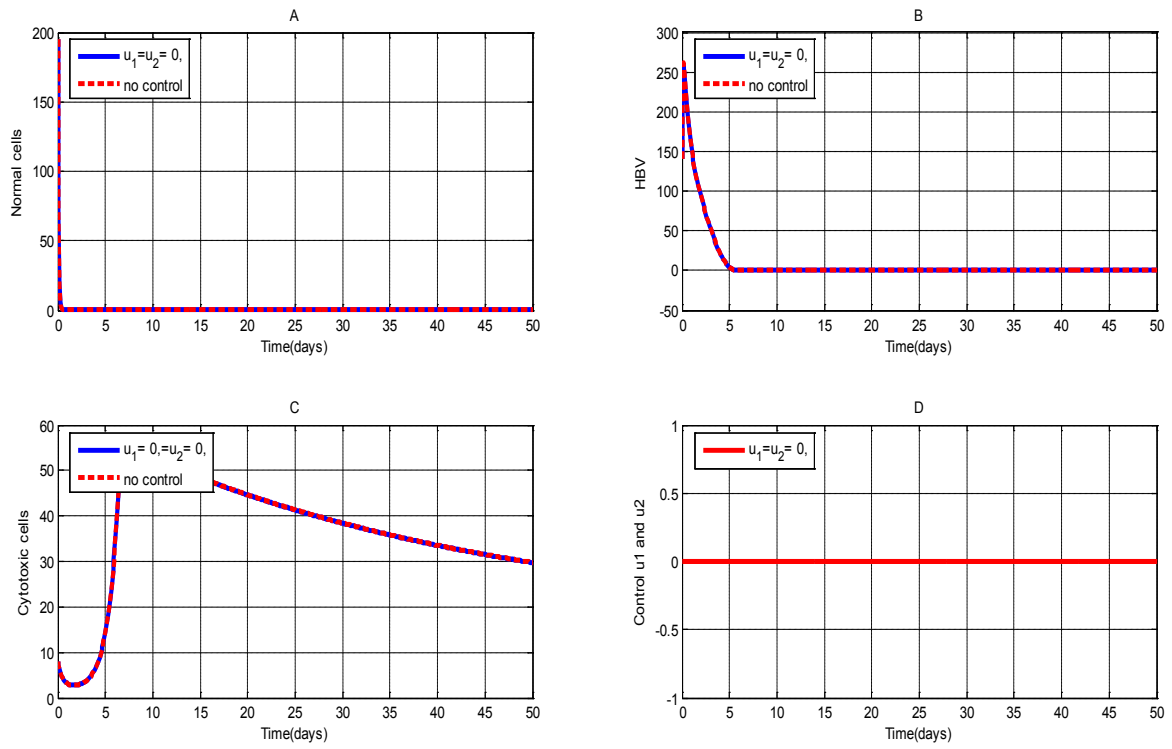 A
200
150
100
50
0
Normal cells
u1=u2= 0,
no control
0 5 10 15 20 25 30 35 40 45 50
Time(days)
B
300
250
200
150
100
50
0
-50
HBV
u1=u2= 0,
no control
0 5 10 15 20 25 30 35 40 45 50
Time(days)
C
60
50
40
30
20
10
0
Cytotoxic cells
u1= 0,=u2= 0,
no control
0 5 10 15 20 25 30 35 40 45 50
Time(days)
D
1
0.5
0
-0.5
-1
Control u1 and u2
u1=u2= 0,
0 5 10 15 20 25 30 35 40 45 50
Time(days)